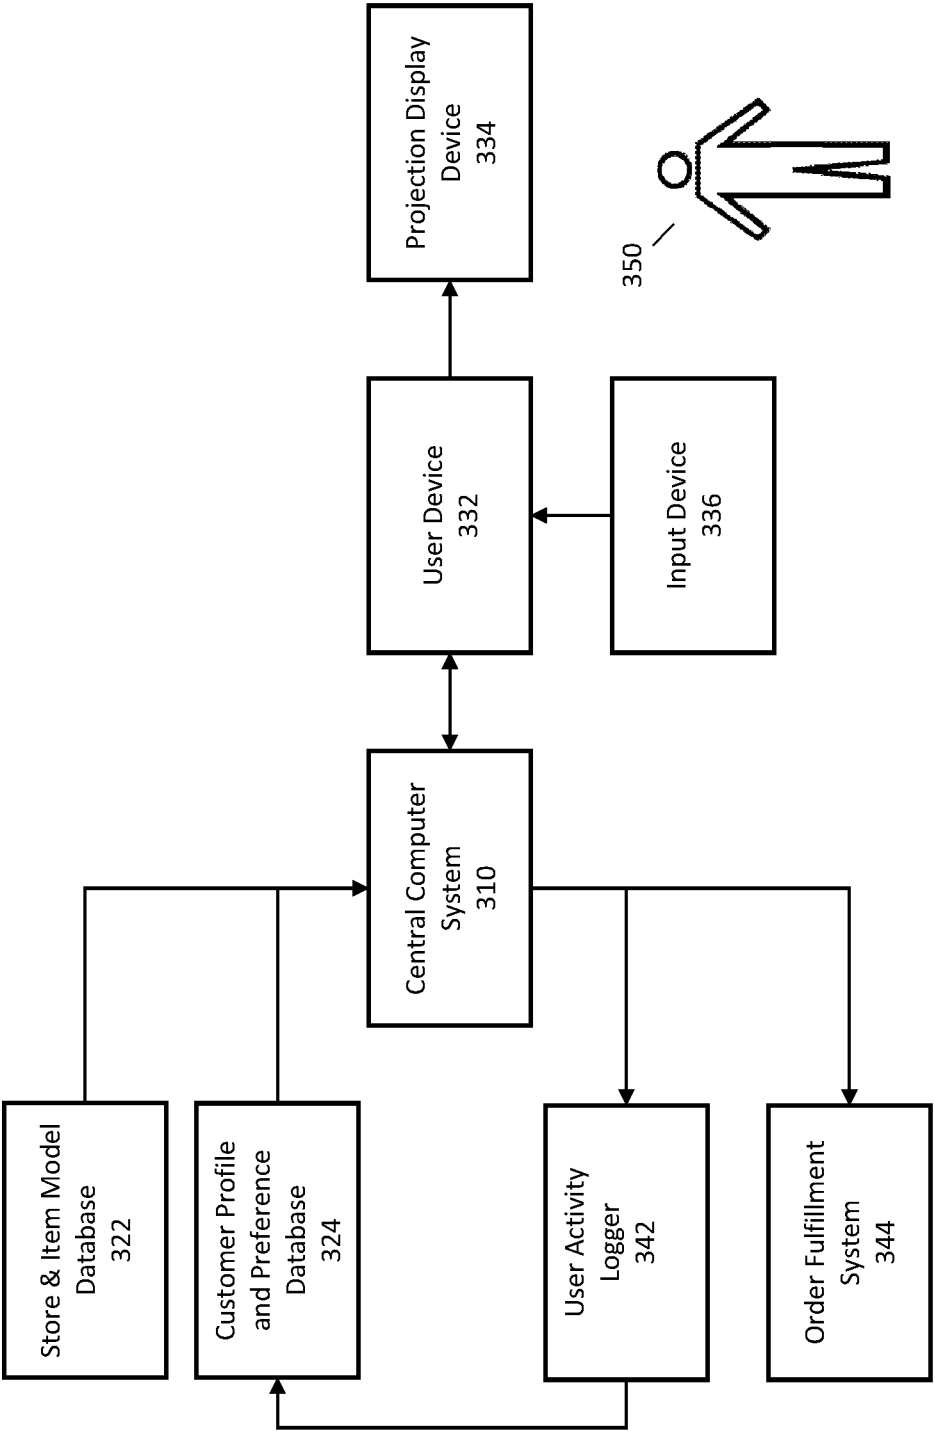 Store & Item Model
Database
322
Customer Profile
and Preference
Database
324
User Activity
Logger
342
Order Fulfillment
System
344
Central Computer
System
310
User Device
332
Input Device
336
Projection Display
Device
334
350